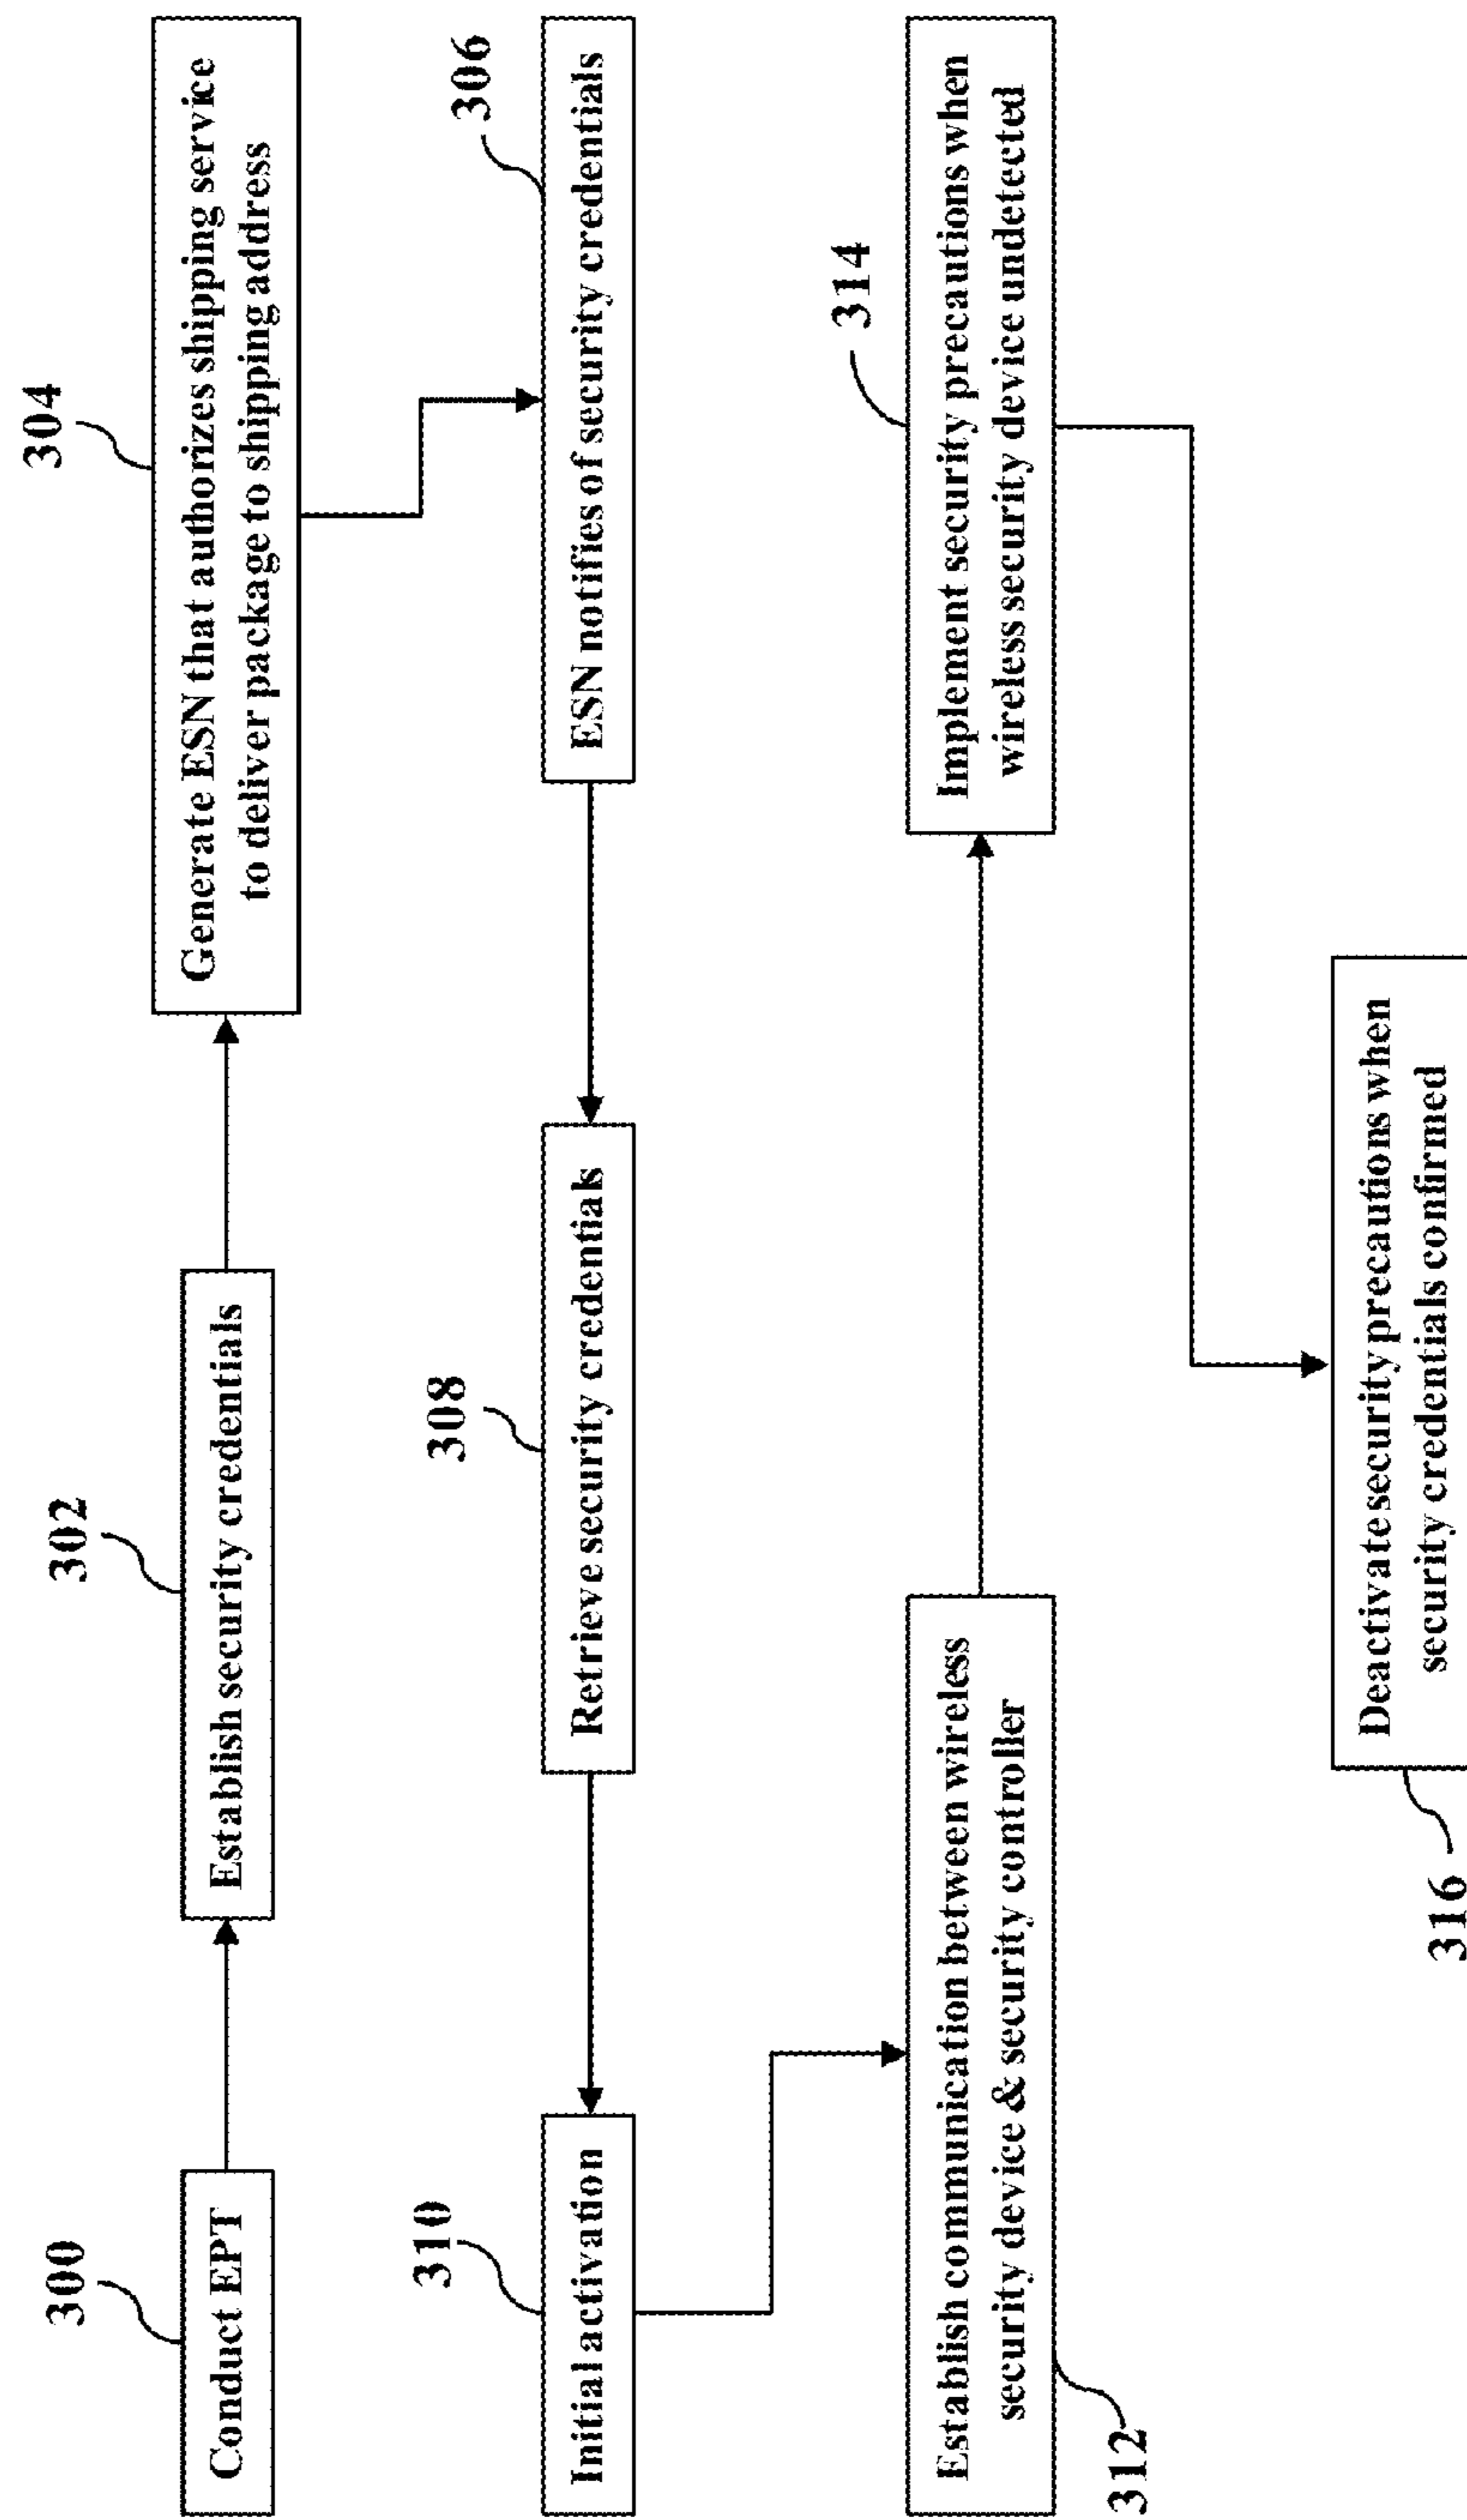 300
Conduct EPT
302
Establish security credentials
304
Generate ESN that authorizes shipping service
to deliver package to shipping address
306
ESN notifies of security credentials
308
Retrieve security credentials
310
Initial activation
312
Establish communication between wireless
security device & security controller
314
Implement security precautions when
wireless security device undetected
316
Deactivate security precautions when
security credentials confirmed